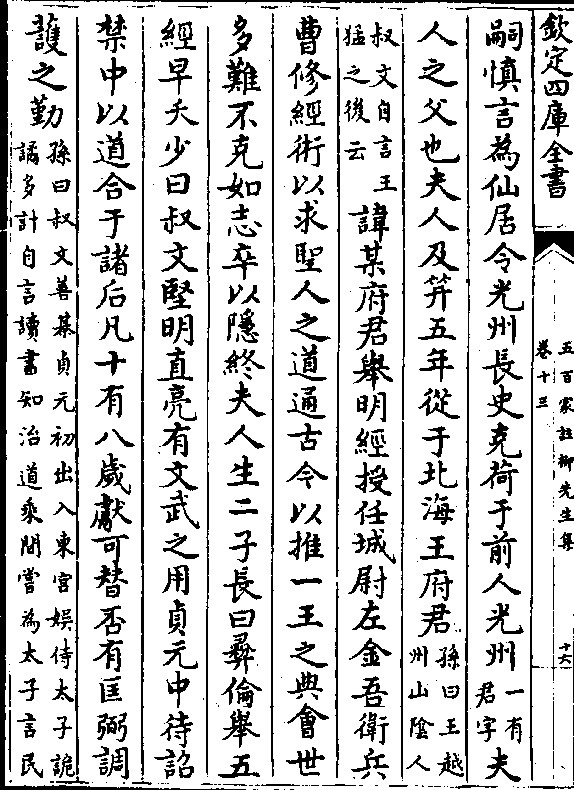 欽定四庫全書
五百家註柳先生集
卷十三
十六
嗣慎言為仙居令光州長史克荷于前人光州一有君字夫
人之父也夫人及笄五年從于北海王府君孫曰王越州山陰人
叔文自言王猛之後云諱某府君舉明經授任城尉左金吾衛兵
曹修經術以求聖人之道通古今以推一王之典會世
多難不克如志卒以隱終夫人生二子長曰彞倫舉五
經早夭少曰叔文堅明直亮有文武之用貞元中待詔
禁中以道合于諸后凡十有八歲獻可替否有匡弼調
護之勤孫曰叔文善棊貞元初出入東宮娛侍太子詭譎多計自言讀書知治道乘間嘗為太子言民